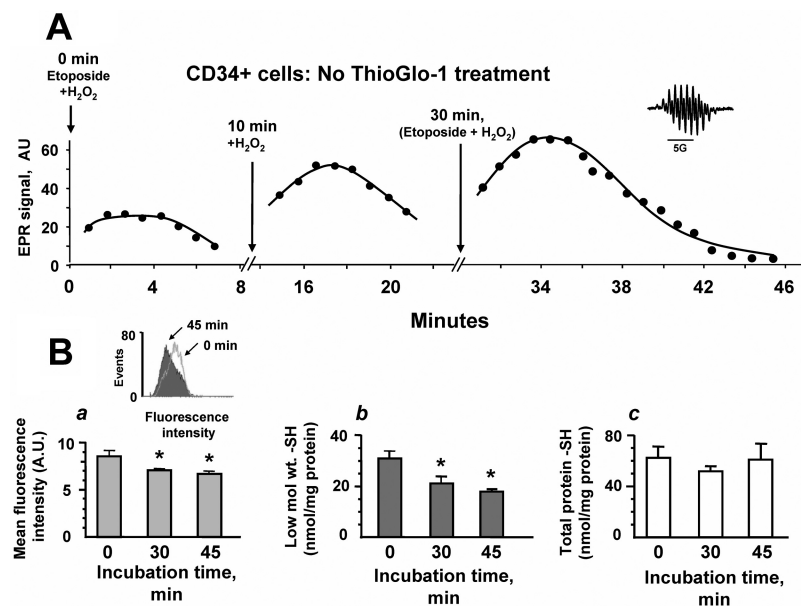 A
0 min
Etoposide
+H₂O₂
CD34+ cells: No ThioGlo-1 treatment
10 min
+H₂O₂
30 min,
(Etoposide + H₂O₂)
5G
EPR signal, AU
60
40
20
0
0
4
8
16
20
34
38
42
46
Minutes
B
80
0
Events
45 min
0 min
Fluorescence
intensity
a
Mean fluorescence
intensity (A.U.)
10
5
0
0
30
45
*
*
Incubation time,
min
b
Low mol wt. -SH
(nmol/mg protein)
40
20
0
0
30
45
*
*
Incubation time,
min
c
Total protein -SH
(nmol/mg protein)
80
40
0
0
30
45
Incubation time,
min